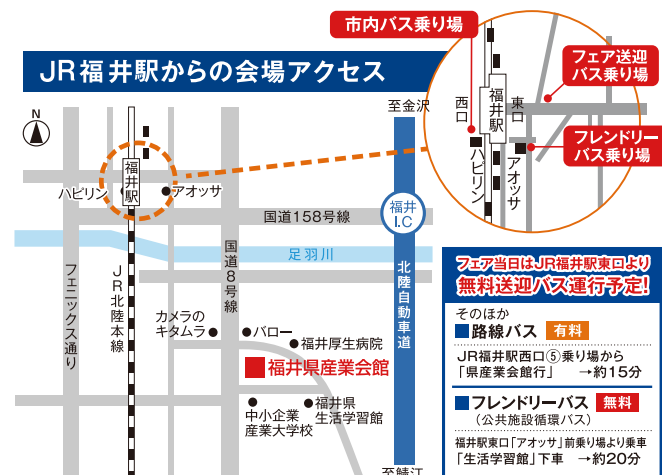 市内バス乗り場
JR福井駅からの会場アクセス
フェア送迎
バス乗り場
西口
福井駅
東口
フレンドリー
バス乗り場
ハピリン
アオッサ
N
至金沢
福井駅
ハピリン
アオッサ
福井
I.C
国道158号線
足羽川
フェニックス通り
JR北陸本線
国道8号線
北陸自動車道
カメラの
キタムラ
バロー
福井厚生病院
福井県産業会館
中小企業
産業大学校
福井県
生活学習館
至鯖江
フェア当日はJR福井駅東口より
無料送迎バス運行予定!
そのほか
路線バス 有料
JR福井駅西口⑤乗り場から
「県産業会館行」 →約15分
フレンドリーバス 無料
(公共施設循環バス)
福井駅東口「アオッサ」前乗り場より乗車
「生活学習館」下車 →約20分